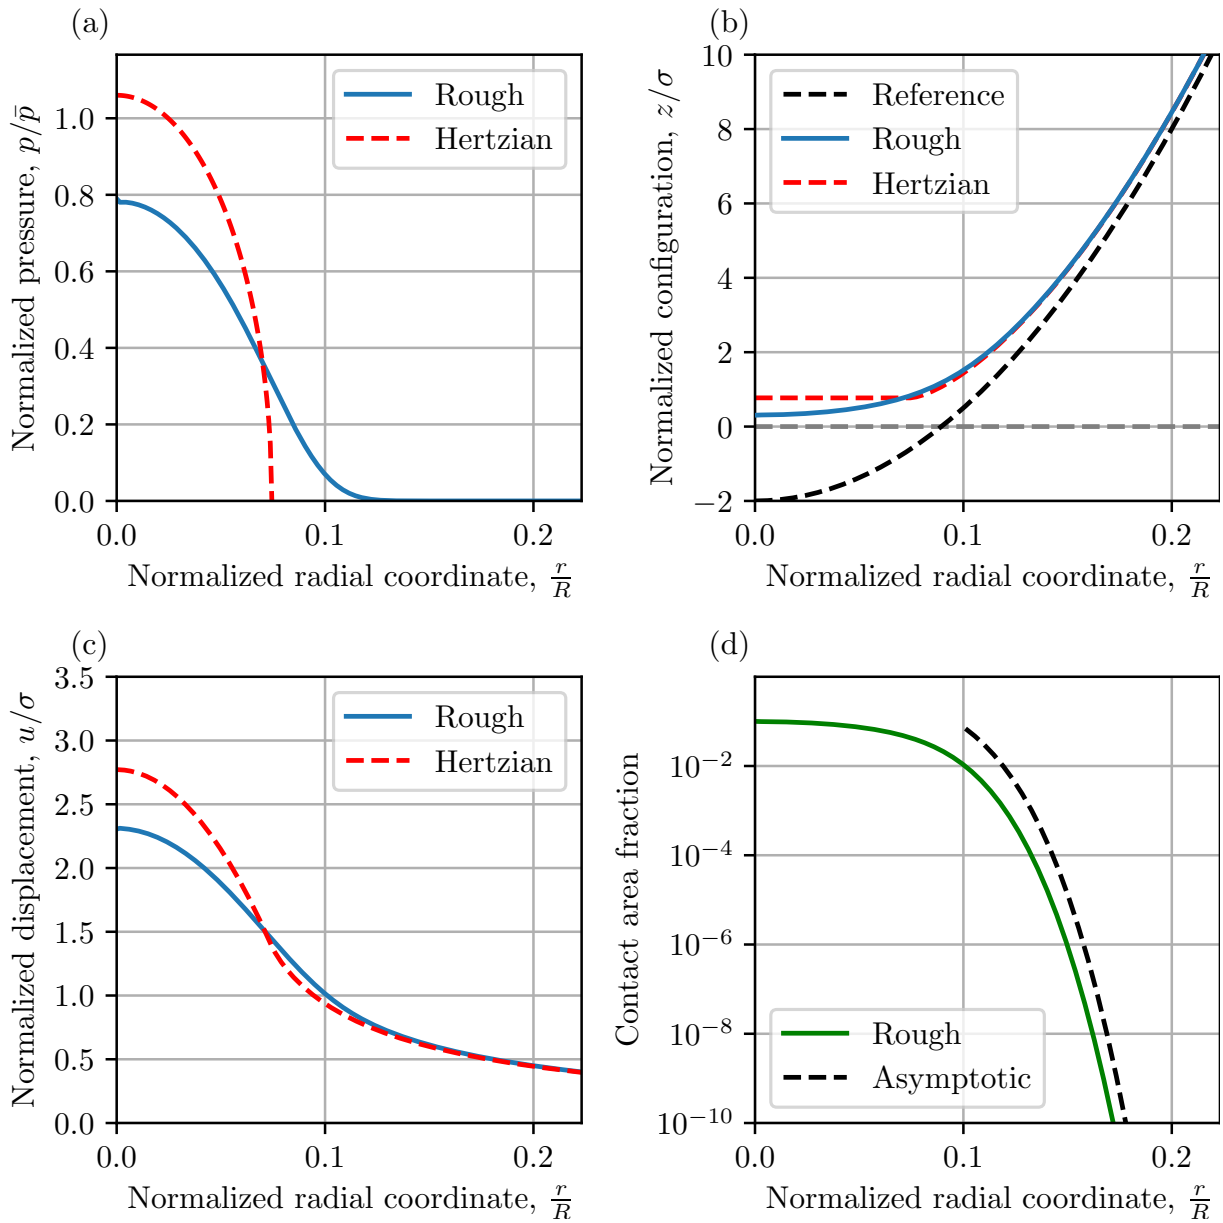 (a)
Normalized pressure, p/p̄
1.0
0.8
0.6
0.4
0.2
0.0
0.0 0.1 0.2
Normalized radial coordinate, r/R
Rough
Hertzian
(b)
Normalized configuration, z/σ
10
8
6
4
2
0
−2
0.0 0.1 0.2
Normalized radial coordinate, r/R
Reference
Rough
Hertzian
(c)
Normalized displacement, u/σ
3.5
3.0
2.5
2.0
1.5
1.0
0.5
0.0
0.0 0.1 0.2
Normalized radial coordinate, r/R
Rough
Hertzian
(d)
Contact area fraction
10⁻²
10⁻⁴
10⁻⁶
10⁻⁸
10⁻¹⁰
0.0 0.1 0.2
Normalized radial coordinate, r/R
Rough
Asymptotic